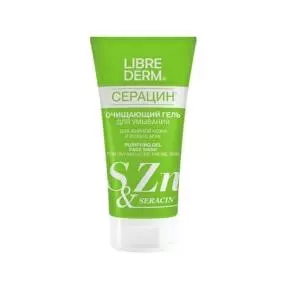 LIBRE
DERM®
СЕРАЦИН®
ОЧИЩАЮЩИЙ ГЕЛЬ
ДЛЯ УМЫВАНИЯ
PURIFYING GEL
FACE WASH
S&Zn
SERACIN